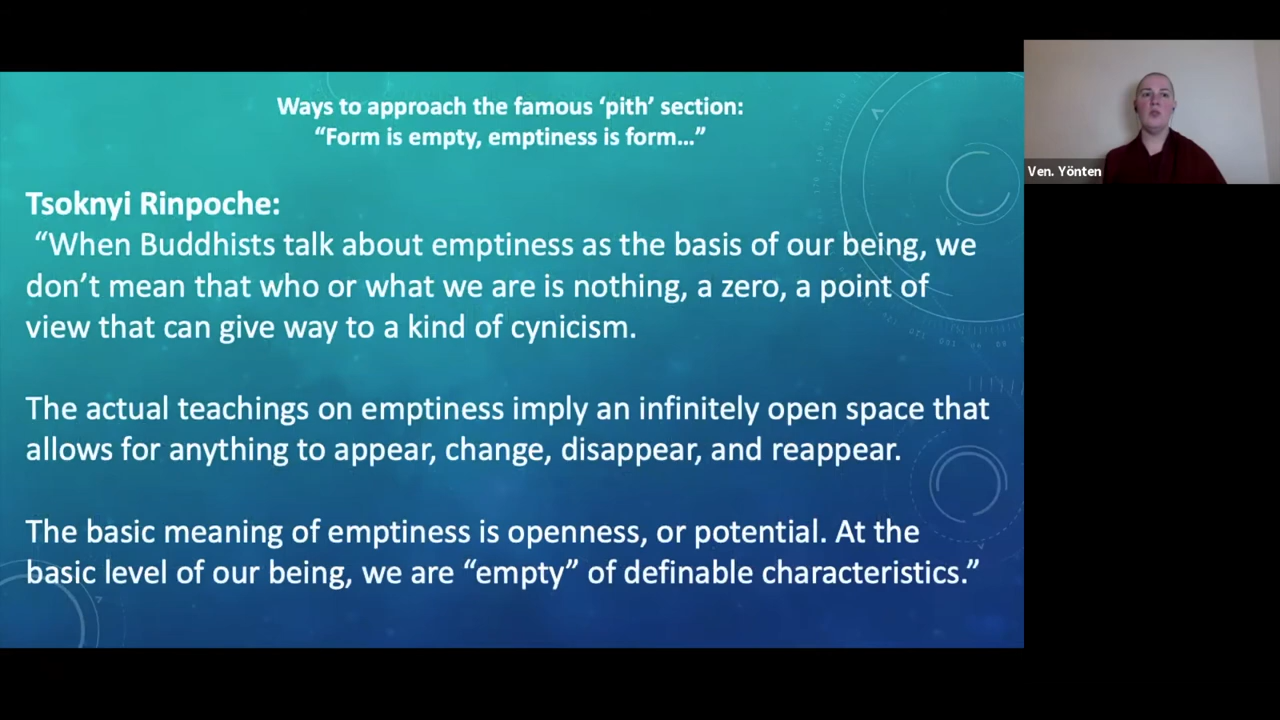 Ways to approach the famous ‘pith’ section:
“Form is empty, emptiness is form…”
Tsoknyi Rinpoche:
“When Buddhists talk about emptiness as the basis of our being, we
don’t mean that who or what we are is nothing, a zero, a point of
view that can give way to a kind of cynicism.
The actual teachings on emptiness imply an infinitely open space that
allows for anything to appear, change, disappear, and reappear.
The basic meaning of emptiness is openness, or potential. At the
basic level of our being, we are “empty” of definable characteristics.”
Ven. Yönten